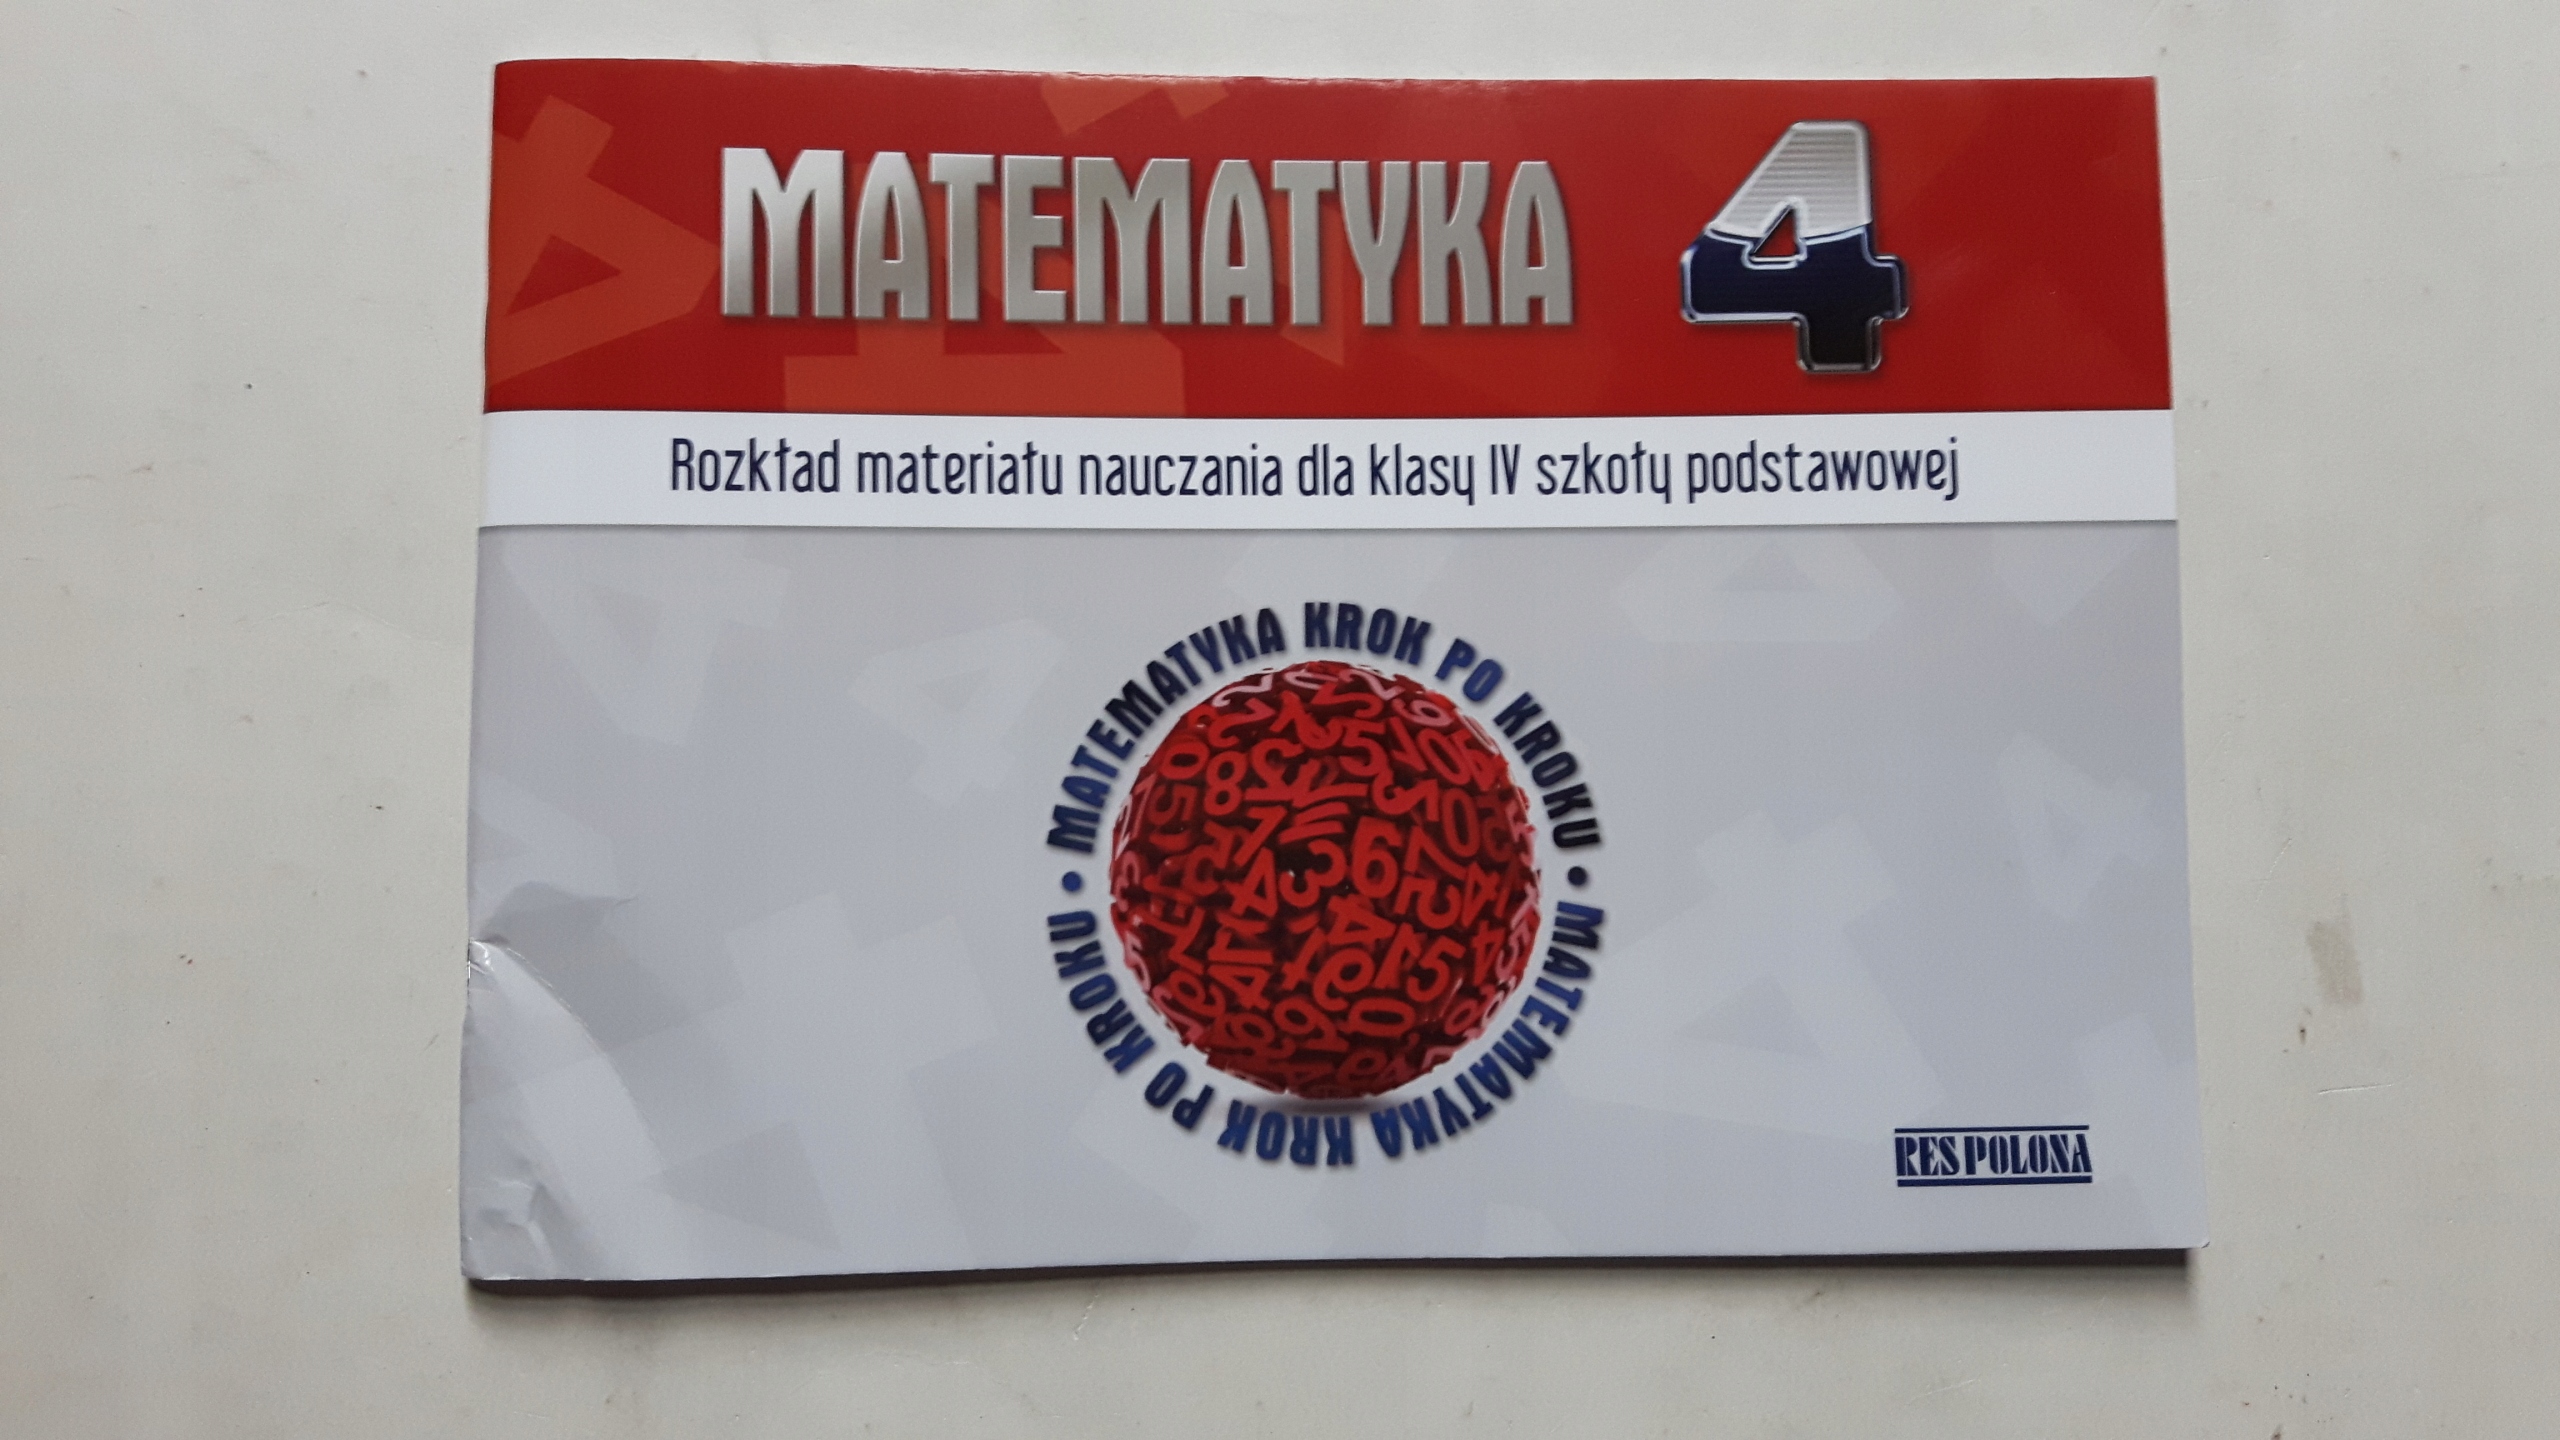 MATEMATYKA 4
Rozkład materiału nauczania dla klasy IV szkoły podstawowej
MATEMATYKA KROK PO KROKU • MATEMATYKA KROK PO KROKU •
RES POLONA